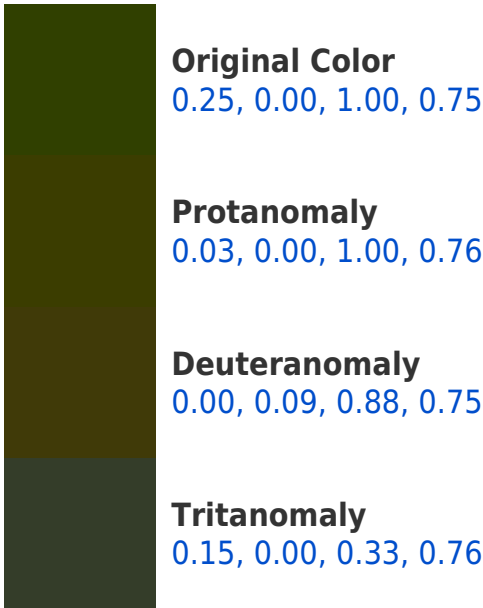 Original Color
0.25, 0.00, 1.00, 0.75
Protanomaly
0.03, 0.00, 1.00, 0.76
Deuteranomaly
0.00, 0.09, 0.88, 0.75
Tritanomaly
0.15, 0.00, 0.33, 0.76